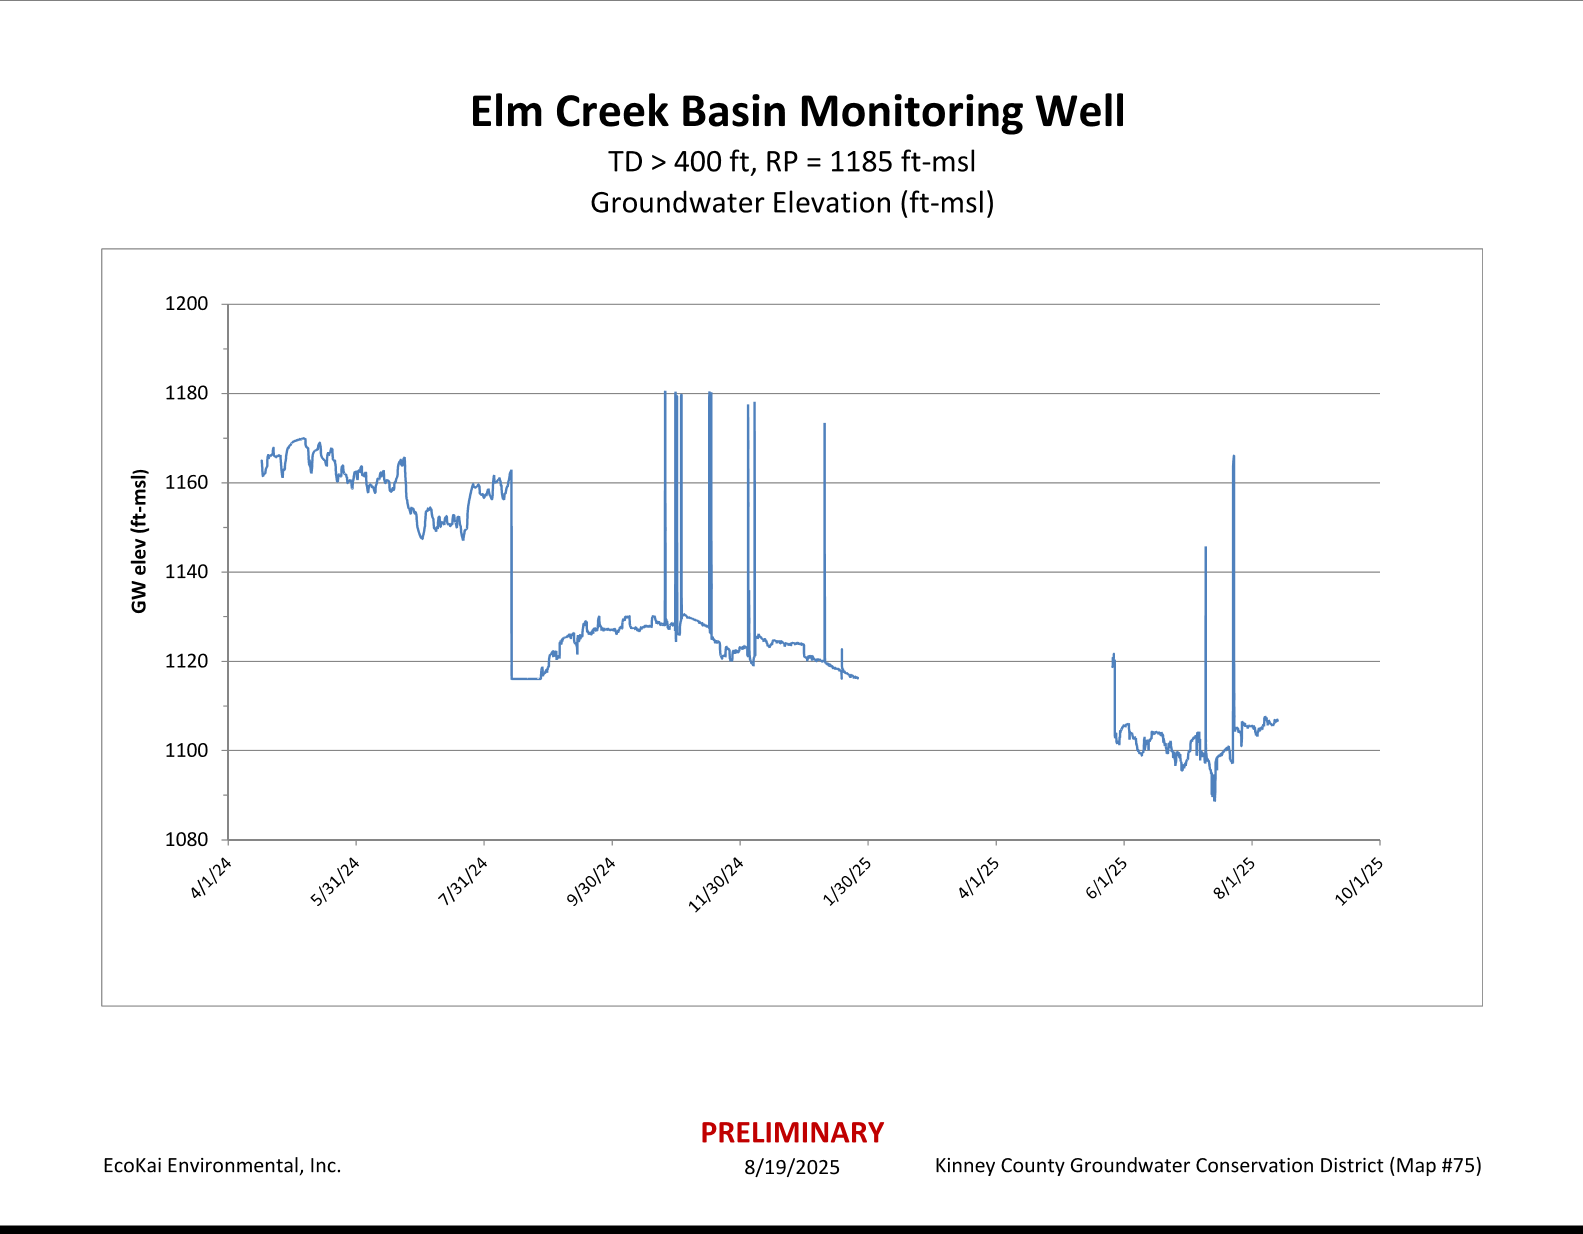 Elm Creek Basin Monitoring Well
TD > 400 ft, RP = 1185 ft-msl
Groundwater Elevation (ft-msl)
1200
1180
1160
1140
1120
1100
1080
GW elev (ft-msl)
4/1/24
5/31/24
7/31/24
9/30/24
11/30/24
1/30/25
4/1/25
6/1/25
8/1/25
10/1/25
PRELIMINARY
EcoKai Environmental, Inc.
8/19/2025
Kinney County Groundwater Conservation District (Map #75)